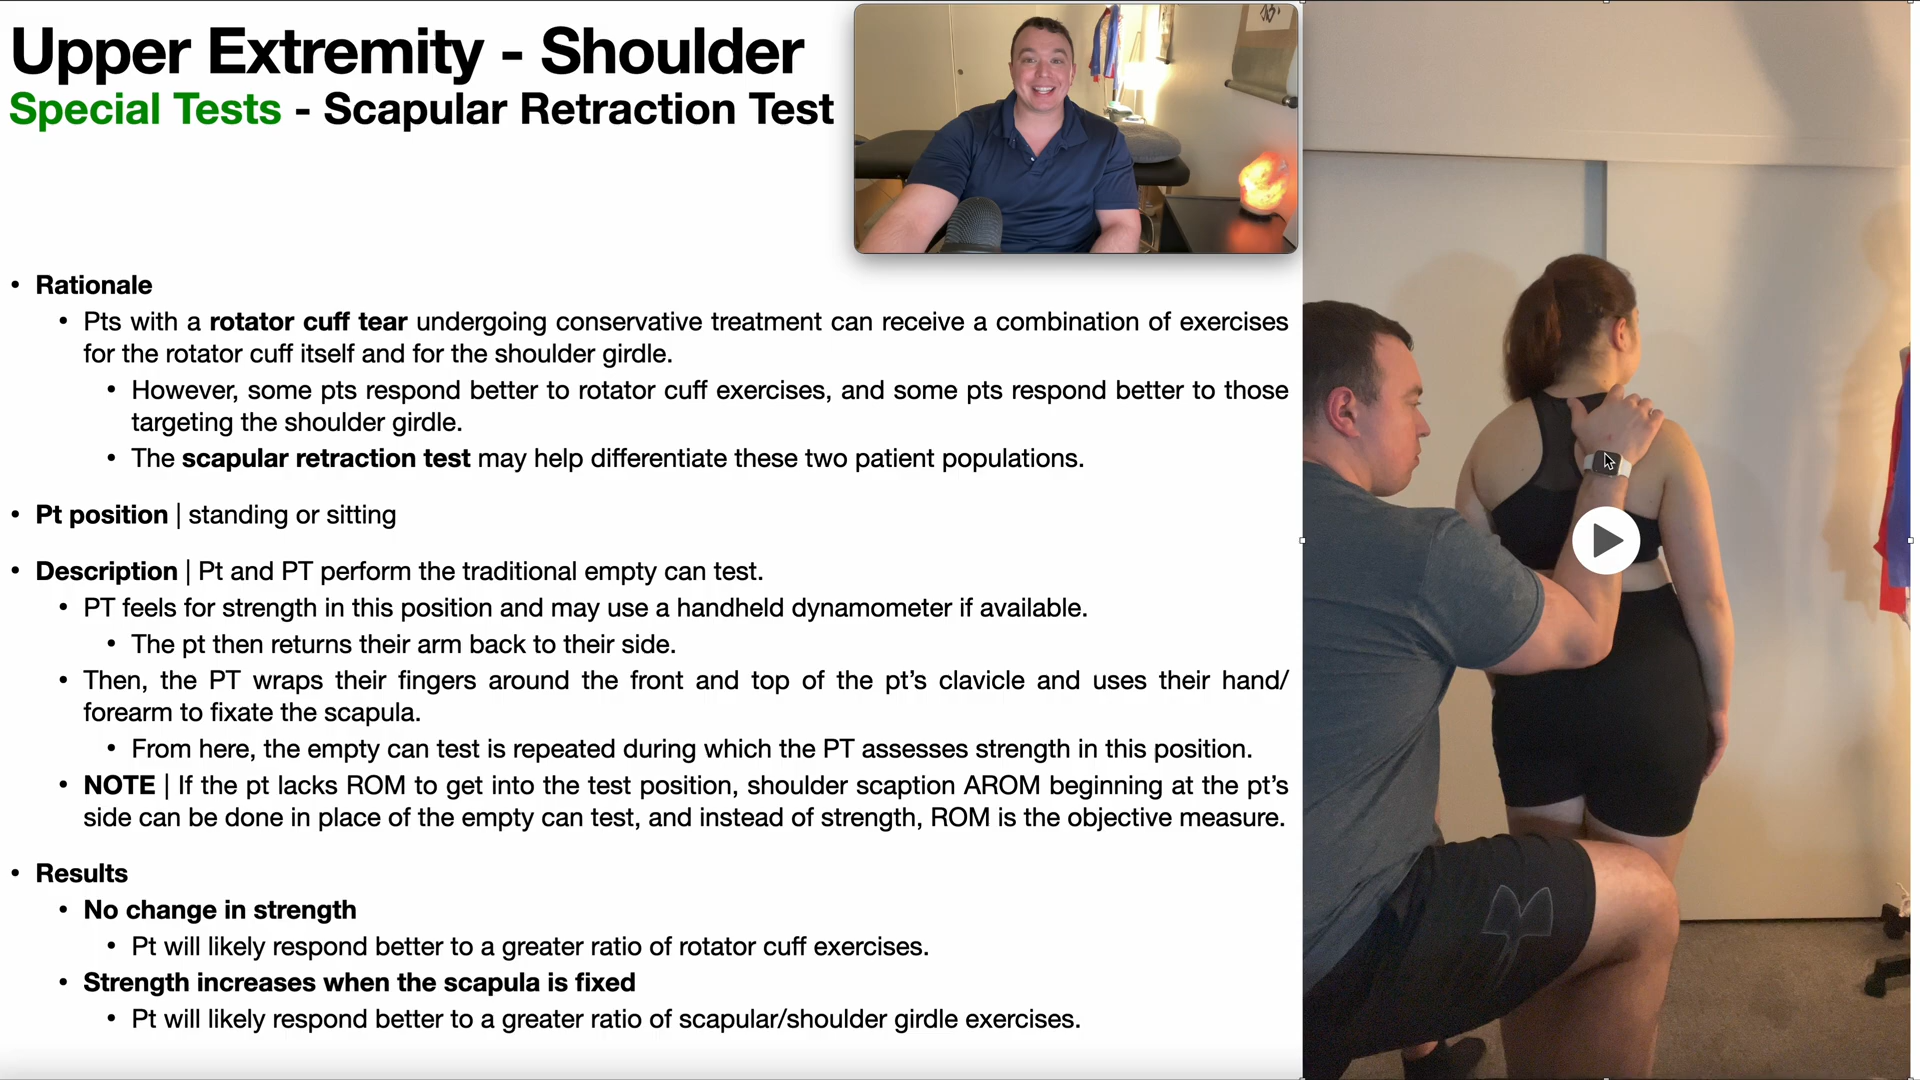 Upper Extremity - Shoulder
Special Tests - Scapular Retraction Test
• Rationale
• Pts with a rotator cuff tear undergoing conservative treatment can receive a combination of exercises
for the rotator cuff itself and for the shoulder girdle.
• However, some pts respond better to rotator cuff exercises, and some pts respond better to those
targeting the shoulder girdle.
• The scapular retraction test may help differentiate these two patient populations.
• Pt position | standing or sitting
• Description | Pt and PT perform the traditional empty can test.
• PT feels for strength in this position and may use a handheld dynamometer if available.
• The pt then returns their arm back to their side.
• Then, the PT wraps their fingers around the front and top of the pt’s clavicle and uses their hand/
forearm to fixate the scapula.
• From here, the empty can test is repeated during which the PT assesses strength in this position.
• NOTE | If the pt lacks ROM to get into the test position, shoulder scaption AROM beginning at the pt’s
side can be done in place of the empty can test, and instead of strength, ROM is the objective measure.
• Results
• No change in strength
• Pt will likely respond better to a greater ratio of rotator cuff exercises.
• Strength increases when the scapula is fixed
• Pt will likely respond better to a greater ratio of scapular/shoulder girdle exercises.